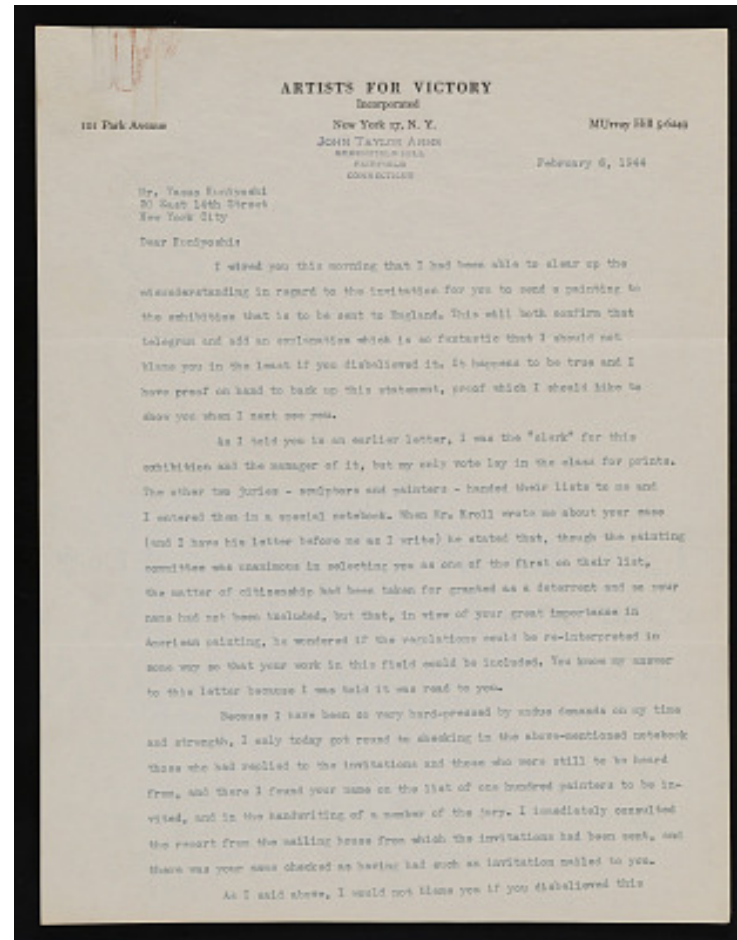 ARTISTS FOR VICTORY
Incorporated
101 Park Avenue
New York 17, N. Y.
MUrray Hill 5-6249
JOHN TAYLOR ARMS
GREENFIELD HILL
FAIRFIELD
CONNECTICUT
February 6, 1944
Mr. Yasuo Kuniyoshi
30 East 14th Street
New York City
Dear Kuniyoshi:
I wired you this morning that I had been able to clear up the
misunderstanding in regard to the invitation for you to send a painting to
the exhibition that is to be sent to England. This will both confirm that
telegram and add an explanation which is so fantastic that I should not
blame you in the least if you disbelieved it. It happens to be true and I
have proof on hand to back up this statement, proof which I should like to
show you when I next see you.
As I told you in an earlier letter, I was the "clerk" for this
exhibition and the manager of it, but my only vote lay in the class for prints.
The other two juries - sculptors and painters - handed their lists to me and
I entered them in a special notebook. When Mr. Kroll wrote me about your case
(and I have his letter before me as I write) he stated that, though the painting
committee was unanimous in selecting you as one of the first on their list,
the matter of citizenship had been taken for granted as a deterrent and so your
name had not been included, but that, in view of your great importance in
American painting, he wondered if the regulations could be re-interpreted in
some way so that your work in this field could be included. You know my answer
to this letter because I was told it was read to you.
Because I have been so very hard-pressed by undue demands on my time
and strength, I only today got round to checking in the above-mentioned notebook
those who had replied to the invitations and those who were still to be heard
from, and there I found your name on the list of one hundred painters to be in-
vited, and in the handwriting of a member of the jury. I immediately consulted
the report from the mailing house from which the invitations had been sent, and
there was your name checked as having had such an invitation mailed to you.
As I said above, I would not blame you if you disbelieved this